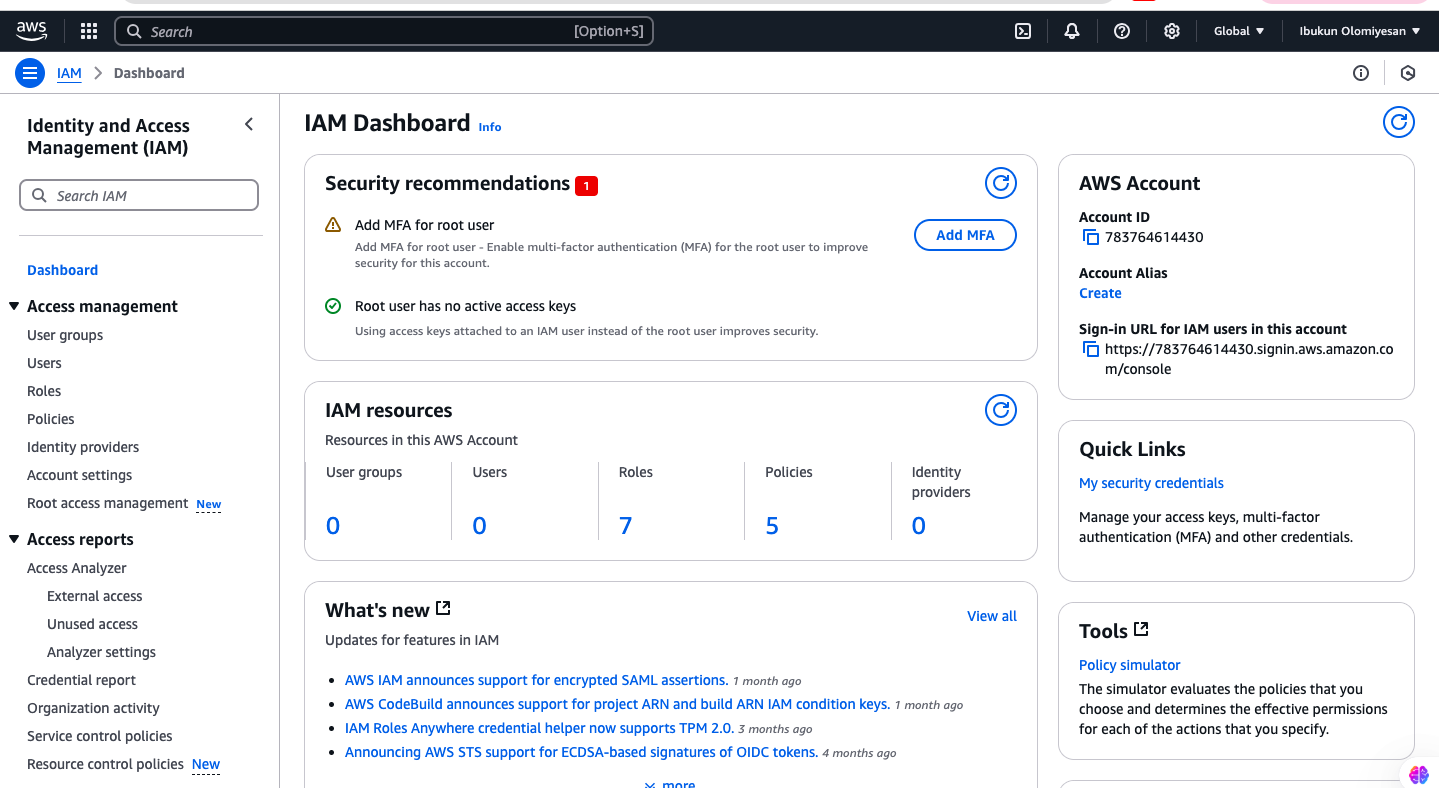 aws
Search
[Option+S]
Global
Ibukun Olomiyesan
IAM
Dashboard
Identity and Access
Management (IAM)
Search IAM
Dashboard
Access management
User groups
Users
Roles
Policies
Identity providers
Account settings
Root access management New
Access reports
Access Analyzer
External access
Unused access
Analyzer settings
Credential report
Organization activity
Service control policies
Resource control policies New
IAM Dashboard Info
Security recommendations 1
Add MFA for root user
Add MFA for root user - Enable multi-factor authentication (MFA) for the root user to improve
security for this account.
Add MFA
Root user has no active access keys
Using access keys attached to an IAM user instead of the root user improves security.
IAM resources
Resources in this AWS Account
User groups
0
Users
0
Roles
7
Policies
5
Identity
providers
0
What's new
View all
Updates for features in IAM
AWS IAM announces support for encrypted SAML assertions. 1 month ago
AWS CodeBuild announces support for project ARN and build ARN IAM condition keys. 1 month ago
IAM Roles Anywhere credential helper now supports TPM 2.0. 3 months ago
Announcing AWS STS support for ECDSA-based signatures of OIDC tokens. 4 months ago
more
AWS Account
Account ID
783764614430
Account Alias
Create
Sign-in URL for IAM users in this account
https://783764614430.signin.aws.amazon.co
m/console
Quick Links
My security credentials
Manage your access keys, multi-factor
authentication (MFA) and other credentials.
Tools
Policy simulator
The simulator evaluates the policies that you
choose and determines the effective permissions
for each of the actions that you specify.